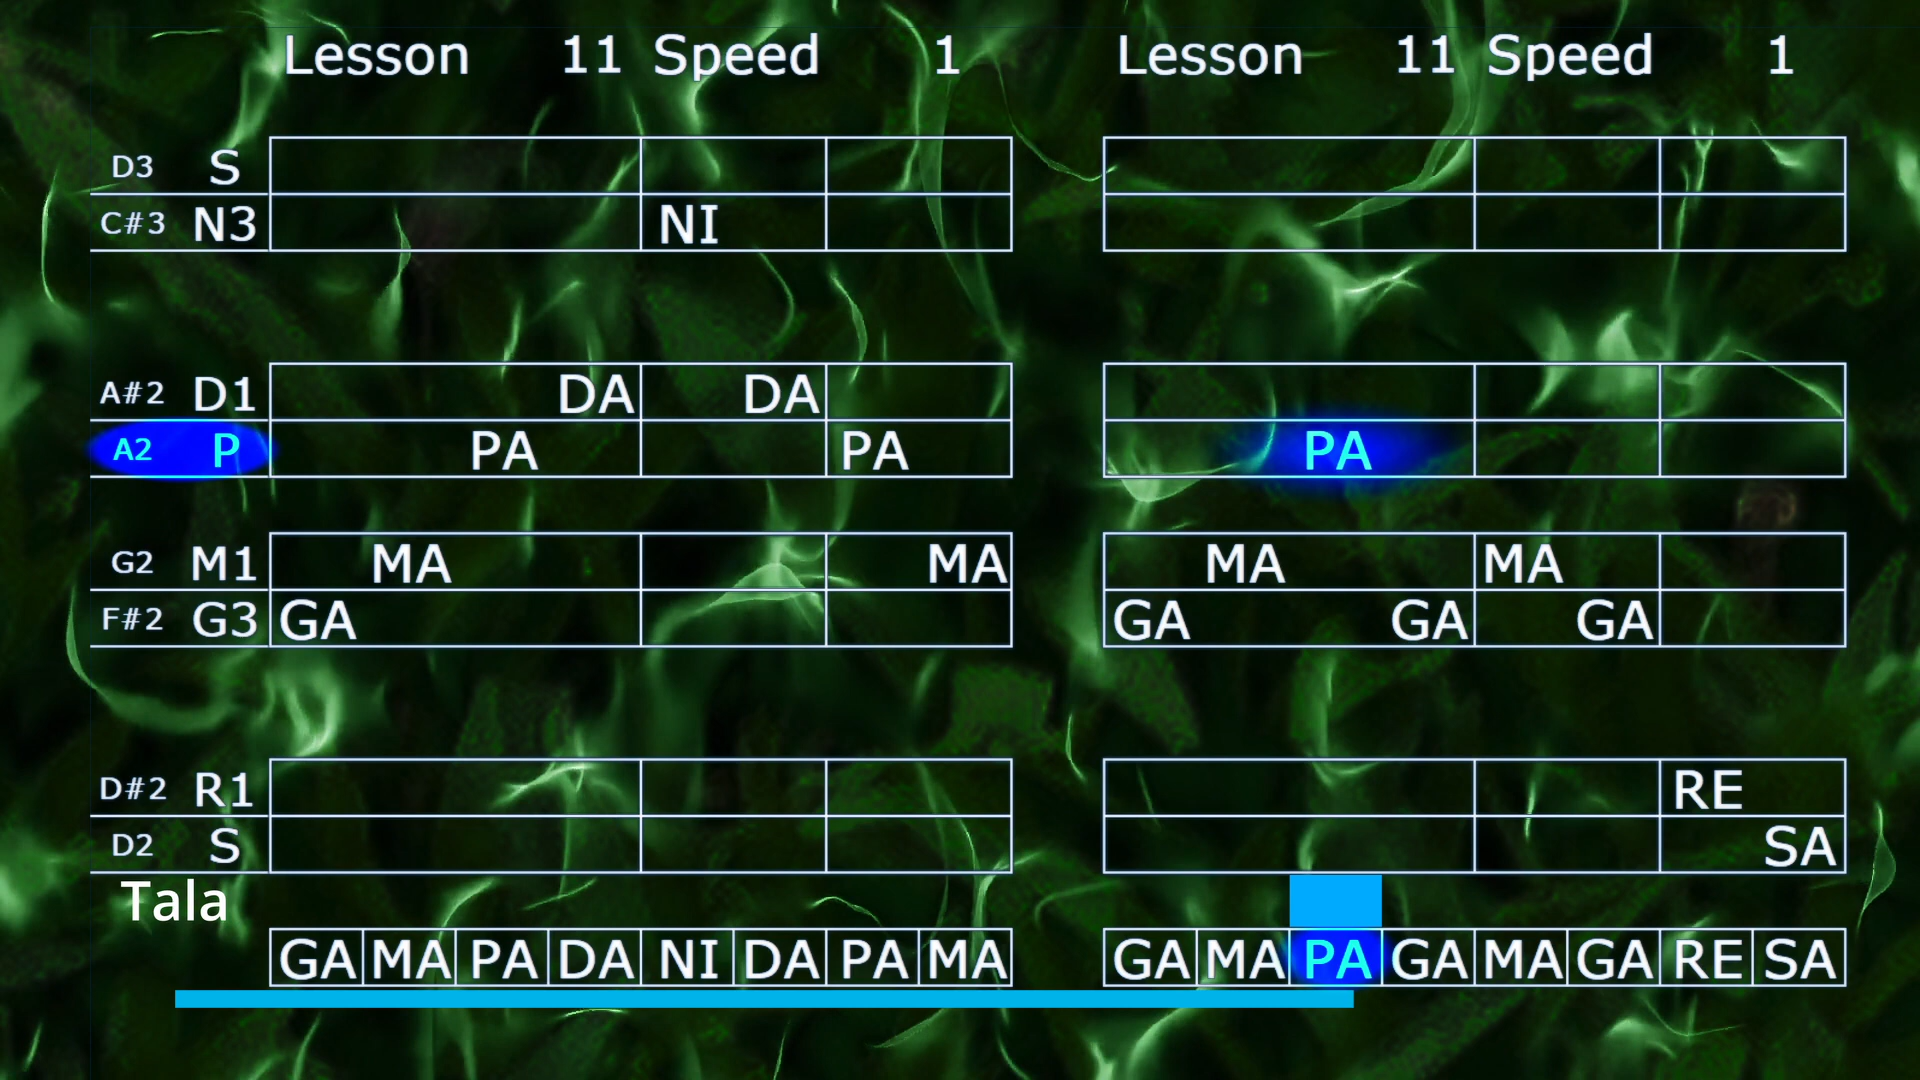 Lesson 11 Speed 1 Lesson 11 Speed 1
D3 S
C#3 N3 NI
A#2 D1 DA DA
A2 P PA PA PA
G2 M1 MA MA MA MA
F#2 G3 GA GA GA GA
D#2 R1 RE
D2 S SA
Tala
GA MA PA DA NI DA PA MA GA MA PA GA MA GA RE SA